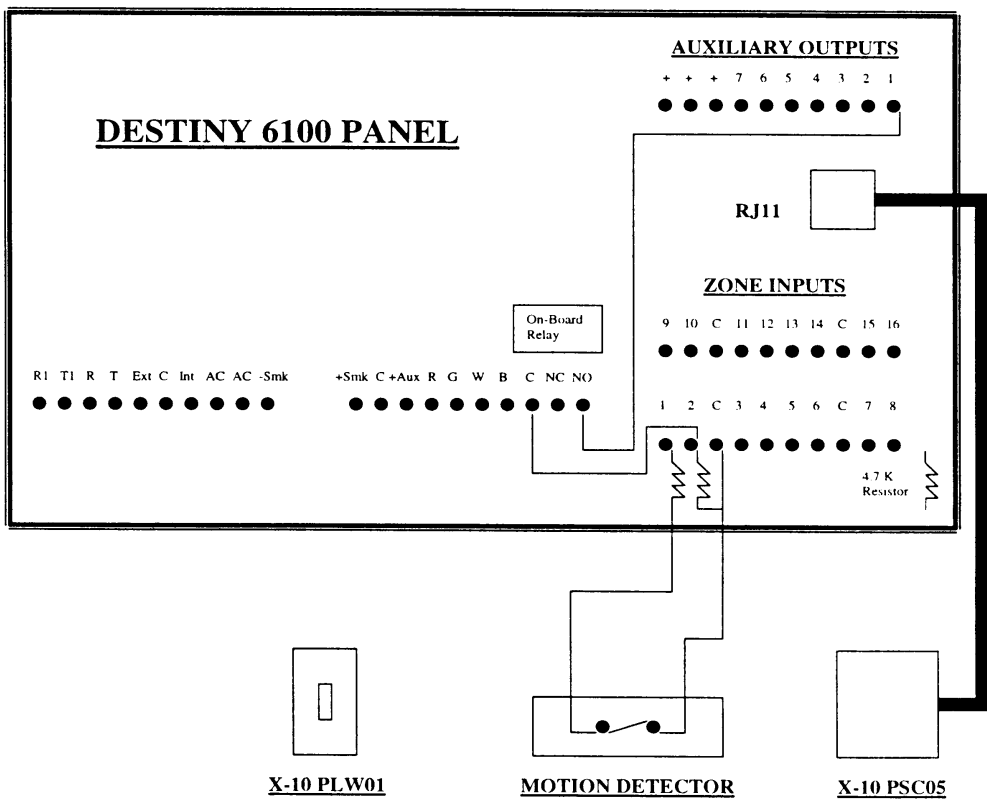 AUXILIARY OUTPUTS
+ + + 7 6 5 4 3 2 1
DESTINY 6100 PANEL
RJ11
ZONE INPUTS
On-Board
Relay
9 10 C 11 12 13 14 C 15 16
R1 T1 R T Ext C Int AC AC -Smk
+Smk C +Aux R G W B C NC NO
1 2 C 3 4 5 6 C 7 8
4.7 K
Resistor
X-10 PLW01
MOTION DETECTOR
X-10 PSC05